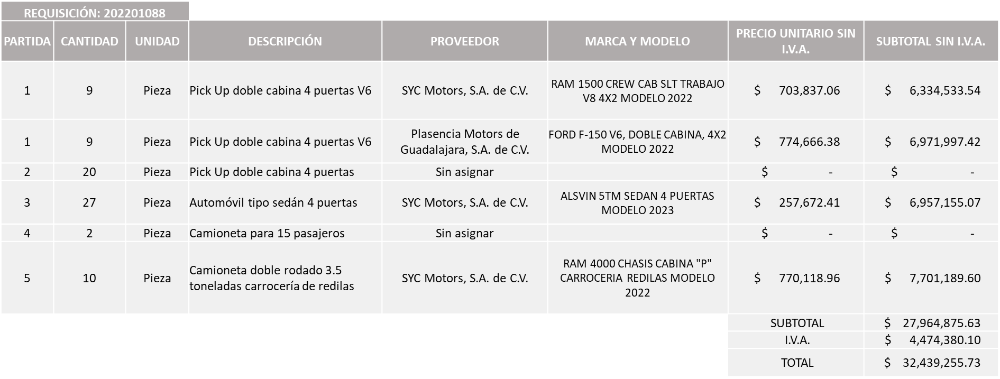 REQUISICIÓN: 202201088
PARTIDA CANTIDAD UNIDAD DESCRIPCIÓN PROVEEDOR MARCA Y MODELO PRECIO UNITARIO SIN I.V.A. SUBTOTAL SIN I.V.A.
1 9 Pieza Pick Up doble cabina 4 puertas V6 SYC Motors, S.A. de C.V. RAM 1500 CREW CAB SLT TRABAJO V8 4X2 MODELO 2022 $ 703,837.06 $ 6,334,533.54
1 9 Pieza Pick Up doble cabina 4 puertas V6 Plasencia Motors de Guadalajara, S.A. de C.V. FORD F-150 V6, DOBLE CABINA, 4X2 MODELO 2022 $ 774,666.38 $ 6,971,997.42
2 20 Pieza Pick Up doble cabina 4 puertas Sin asignar $ - $ -
3 27 Pieza Automóvil tipo sedán 4 puertas SYC Motors, S.A. de C.V. ALSVIN 5TM SEDAN 4 PUERTAS MODELO 2023 $ 257,672.41 $ 6,957,155.07
4 2 Pieza Camioneta para 15 pasajeros Sin asignar $ - $ -
5 10 Pieza Camioneta doble rodado 3.5 toneladas carrocería de redilas SYC Motors, S.A. de C.V. RAM 4000 CHASIS CABINA "P" CARROCERIA REDILAS MODELO 2022 $ 770,118.96 $ 7,701,189.60
SUBTOTAL $ 27,964,875.63
I.V.A. $ 4,474,380.10
TOTAL $ 32,439,255.73